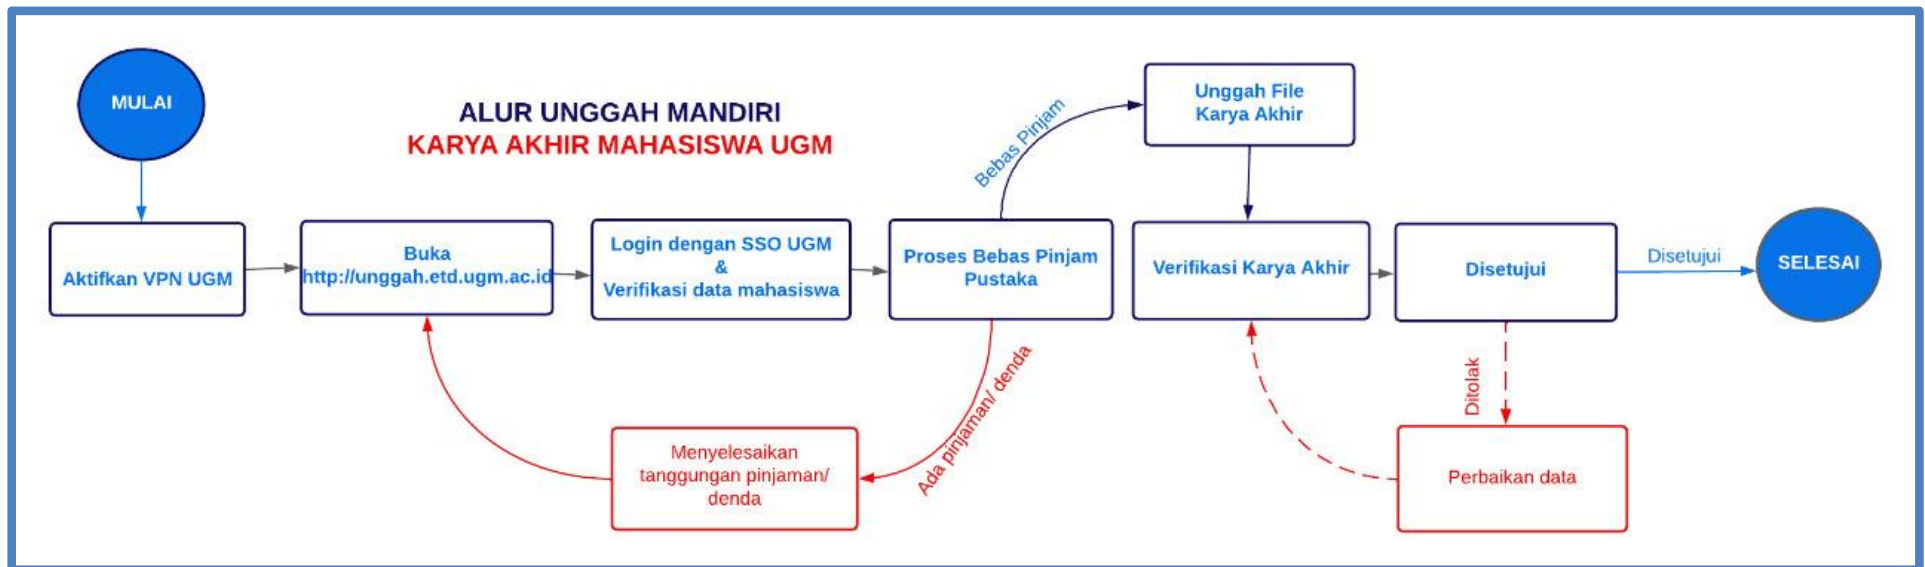 MULAI
ALUR UNGGAH MANDIRI
KARYA AKHIR MAHASISWA UGM
Aktifkan VPN UGM
Buka
http://unggah.etd.ugm.ac.id
Login dengan SSO UGM
&
Verifikasi data mahasiswa
Proses Bebas Pinjam
Pustaka
Bebas Pinjam
Unggah File
Karya Akhir
Verifikasi Karya Akhir
Disetujui
Disetujui
SELESAI
Ada pinjaman/ denda
Menyelesaikan
tanggungan pinjaman/
denda
Ditolak
Perbaikan data